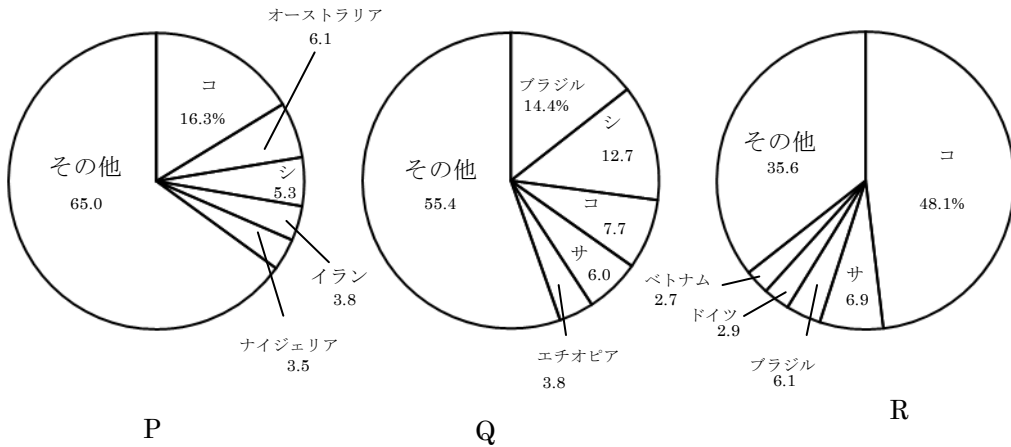 オーストラリア
6.1
コ
16.3%
シ
5.3
イラン
3.8
ナイジェリア
3.5
その他
65.0
P
ブラジル
14.4%
シ
12.7
コ
7.7
サ
6.0
エチオピア
3.8
その他
55.4
Q
コ
48.1%
サ
6.9
ブラジル
6.1
ドイツ
2.9
ベトナム
2.7
その他
35.6
R